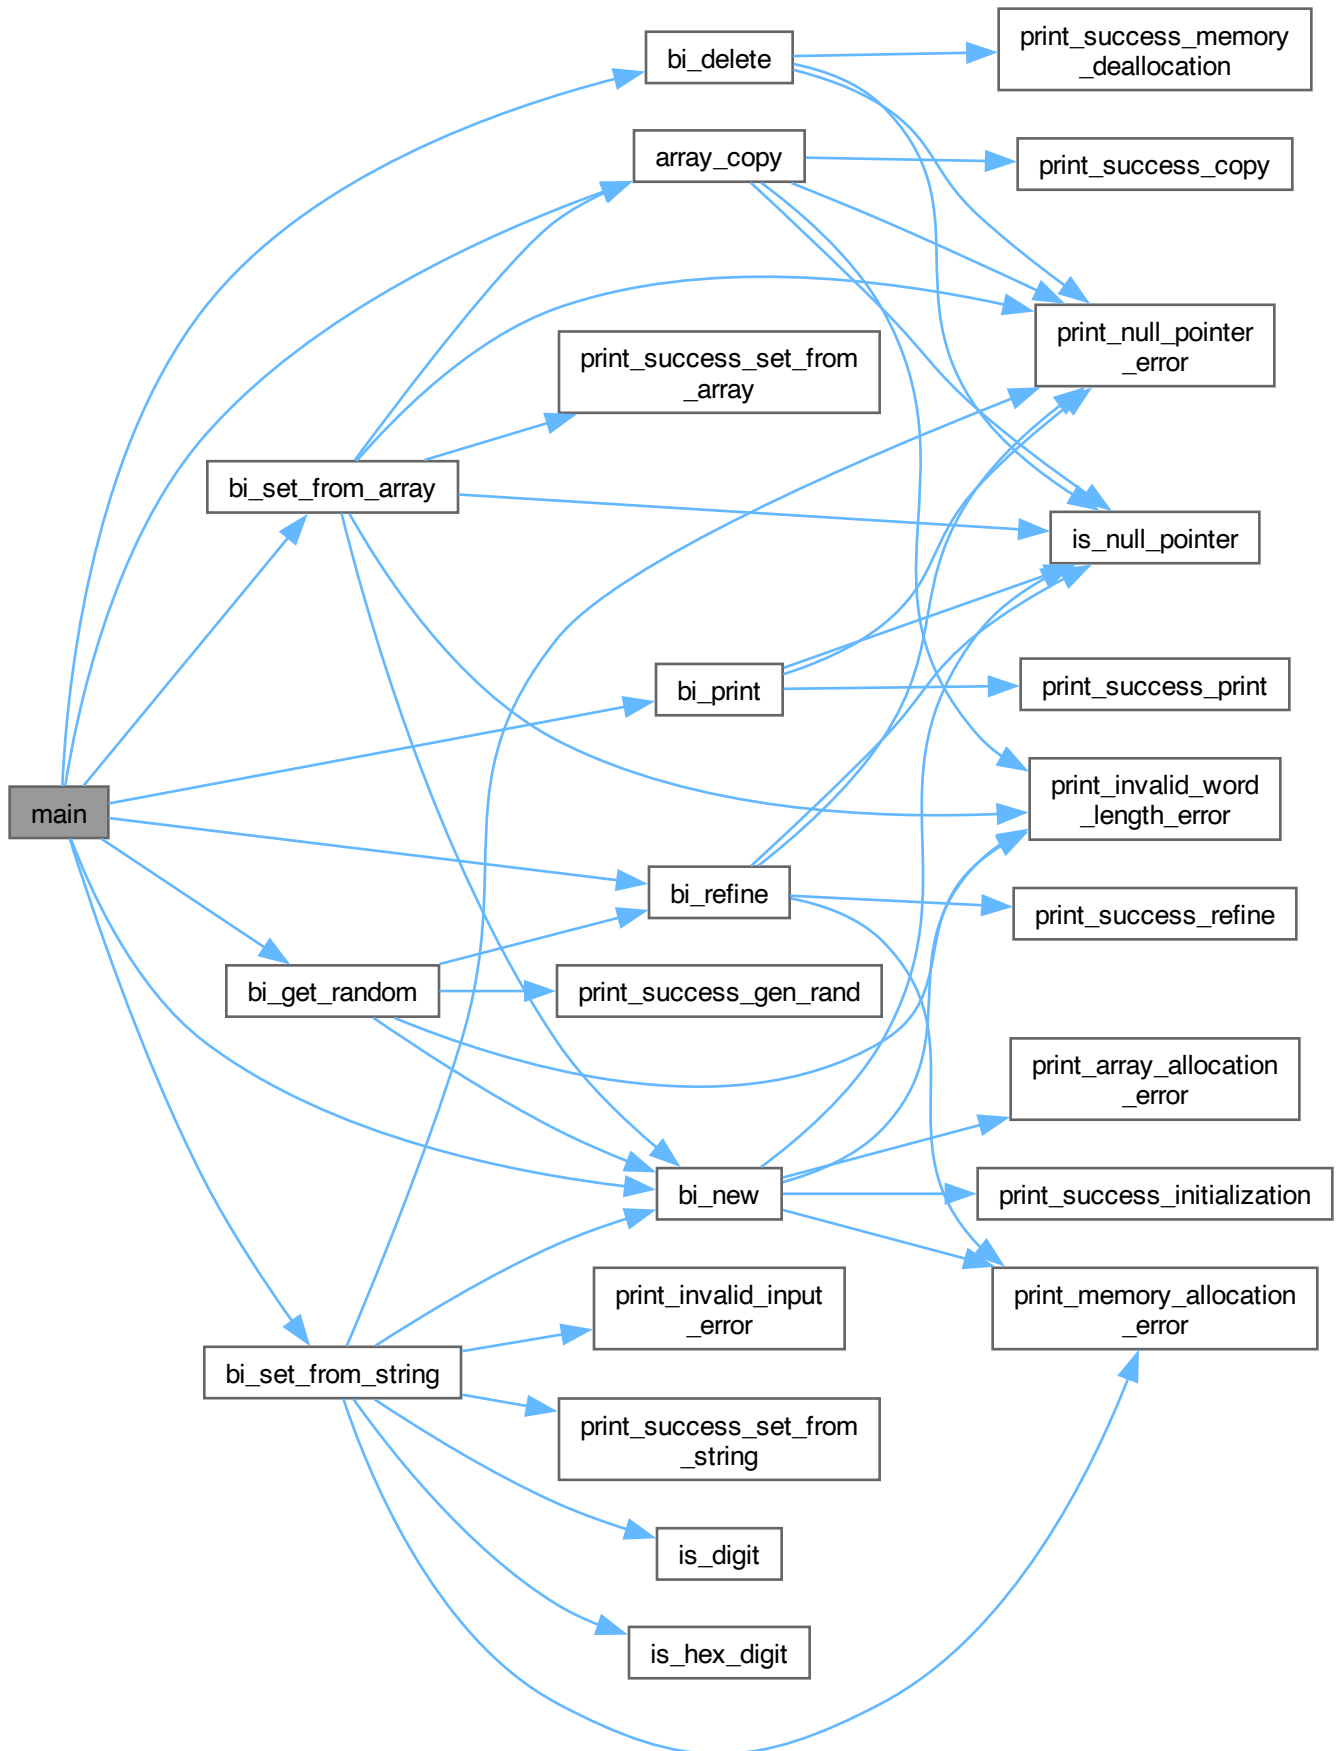 bi_delete
print_success_memory
_deallocation
array_copy
print_success_copy
print_null_pointer
_error
print_success_set_from
_array
bi_set_from_array
is_null_pointer
bi_print
print_success_print
main
print_invalid_word
_length_error
bi_refine
print_success_refine
bi_get_random
print_success_gen_rand
print_array_allocation
_error
bi_new
print_success_initialization
print_invalid_input
_error
print_memory_allocation
_error
bi_set_from_string
print_success_set_from
_string
is_digit
is_hex_digit